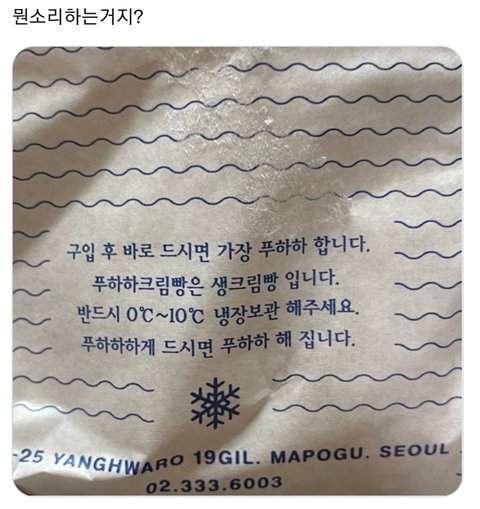 뭔소리하는거지?
구입 후 바로 드시면 가장 푸하하 합니다.
푸하하크림빵은 생크림빵 입니다.
반드시 0℃~10℃ 냉장보관 해주세요.
푸하하하게 드시면 푸하하 해 집니다.
-25 YANGHWARO 19GIL. MAPOGU. SEOUL
02.333.6003